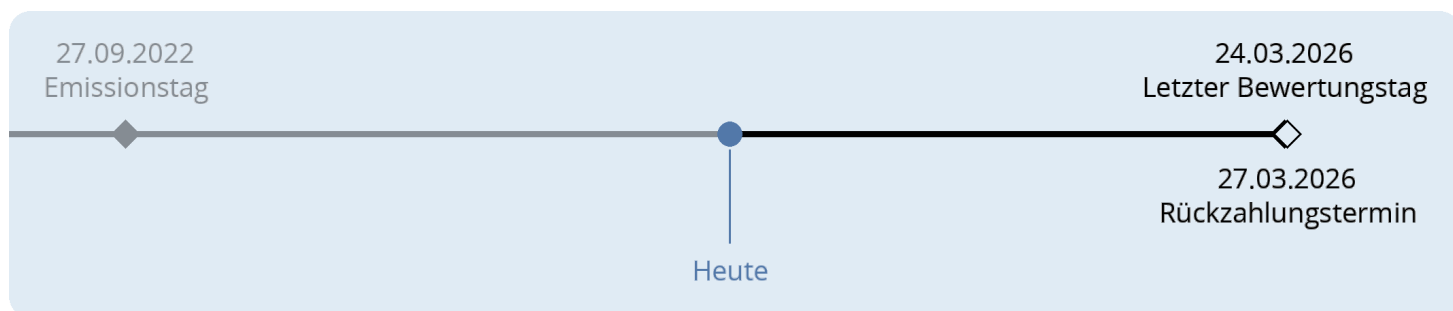 27.09.2022
Emissionstag
24.03.2026
Letzter Bewertungstag
27.03.2026
Rückzahlungstermin
Heute